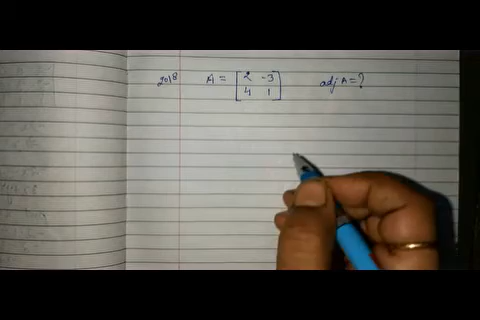 2018 A = [ 2 -3 adj A = ?
4 1 ]